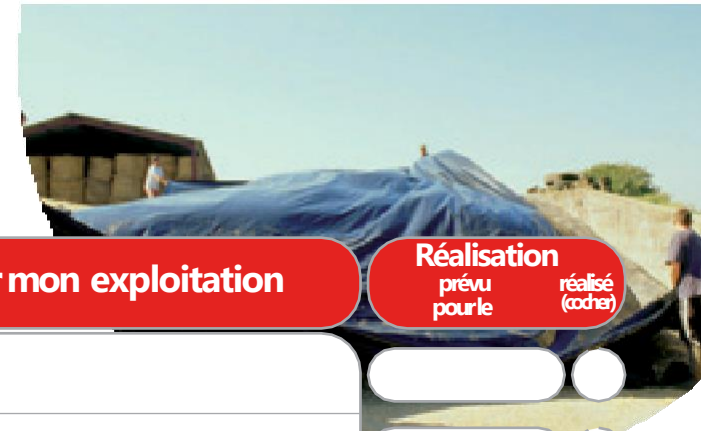 mon exploitation
Réalisation
prévu
pour le
réalisé
(cocher)